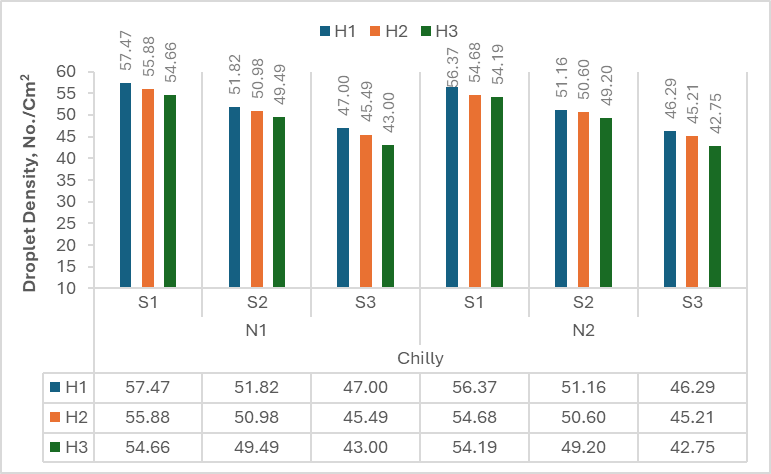 H1 H2 H3
57.47 55.88 54.66 51.82 50.98 49.49 47.00 45.49 43.00 56.37 54.68 54.19 51.16 50.60 49.20 46.29 45.21 42.75
Droplet Density, No./Cm²
60
55
50
45
40
35
30
25
20
15
10
S1 S2 S3 S1 S2 S3
N1 N2
Chilly
H1 57.47 51.82 47.00 56.37 51.16 46.29
H2 55.88 50.98 45.49 54.68 50.60 45.21
H3 54.66 49.49 43.00 54.19 49.20 42.75